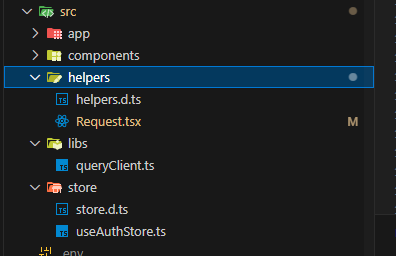 src
app
components
helpers
TS helpers.d.ts
Request.tsx M
libs
TS queryClient.ts
store
TS store.d.ts
TS useAuthStore.ts
.env